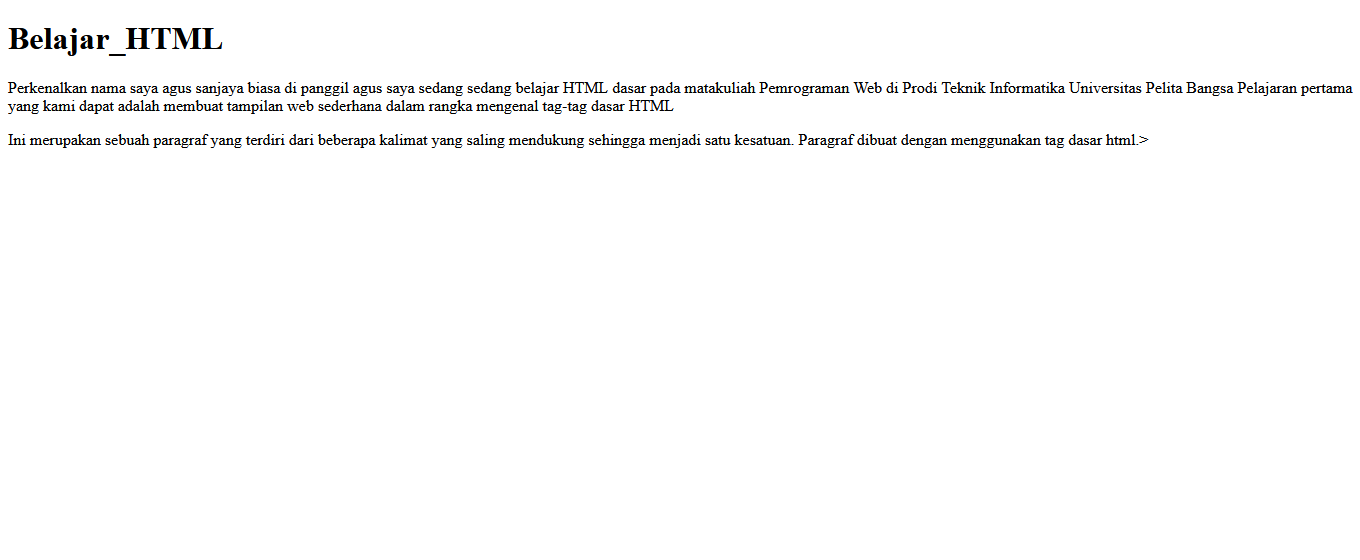 Belajar_HTML
Perkenalkan nama saya agus sanjaya biasa di panggil agus saya sedang sedang belajar HTML dasar pada matakuliah Pemrograman Web di Prodi Teknik Informatika Universitas Pelita Bangsa Pelajaran pertama
yang kami dapat adalah membuat tampilan web sederhana dalam rangka mengenal tag-tag dasar HTML
Ini merupakan sebuah paragraf yang terdiri dari beberapa kalimat yang saling mendukung sehingga menjadi satu kesatuan. Paragraf dibuat dengan menggunakan tag dasar html.>